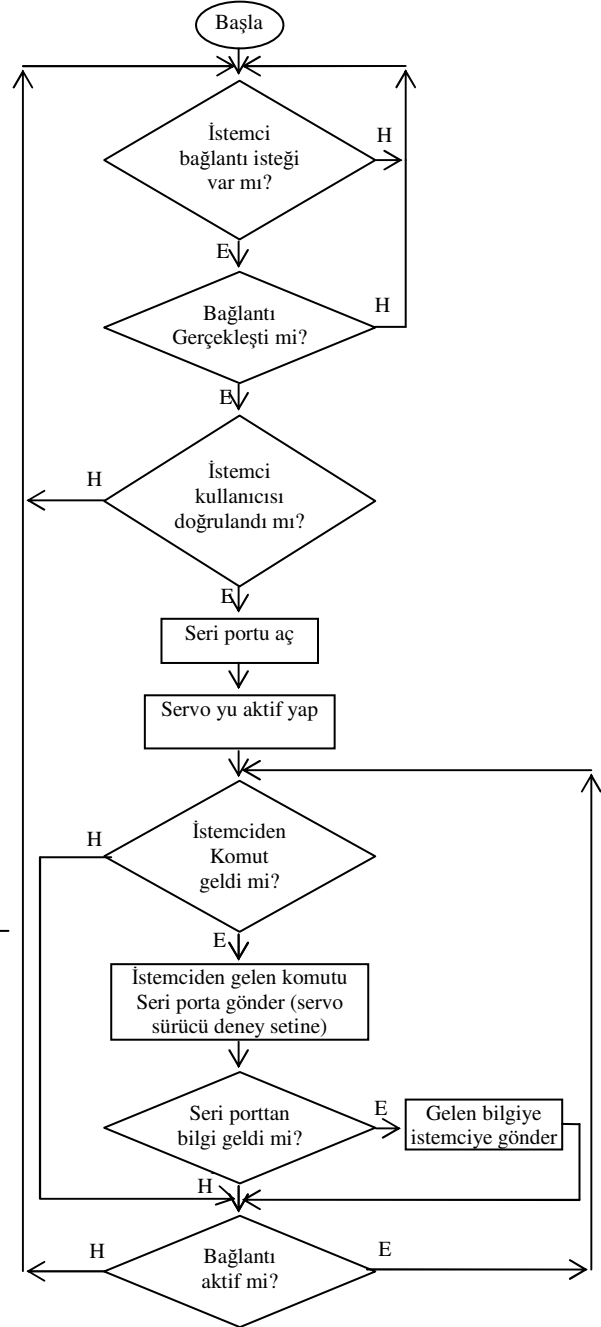 Başla
İstemci
bağlantı isteği
var mı?
H
E
Bağlantı
Gerçekleşti mi?
H
E
İstemci
kullanıcısı
doğrulandı mı?
H
E
Seri portu aç
Servo yu aktif yap
İstemciden
Komut
geldi mi?
H
E
İstemciden gelen komutu
Seri porta gönder (servo
sürücü deney setine)
Seri porttan
bilgi geldi mi?
E
Gelen bilgiye
istemciye gönder
H
Bağlantı
aktif mi?
H
E